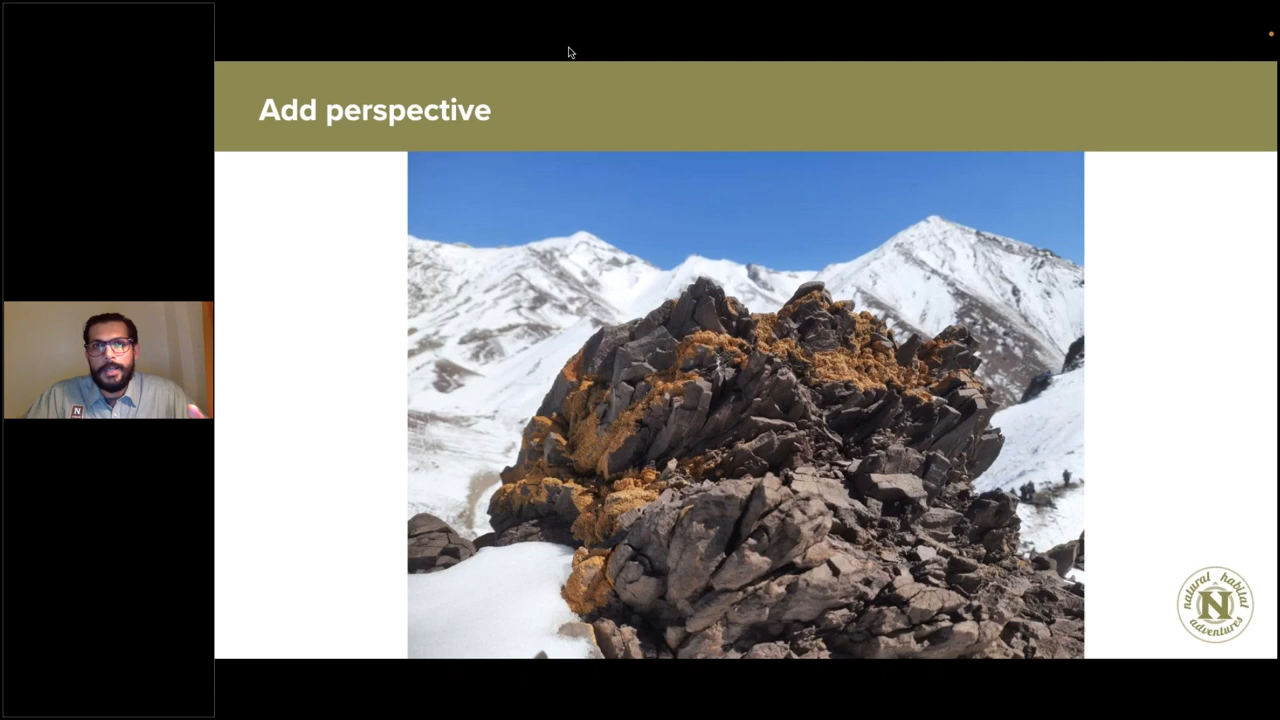 Add perspective
N
natural habitat
N
adventures